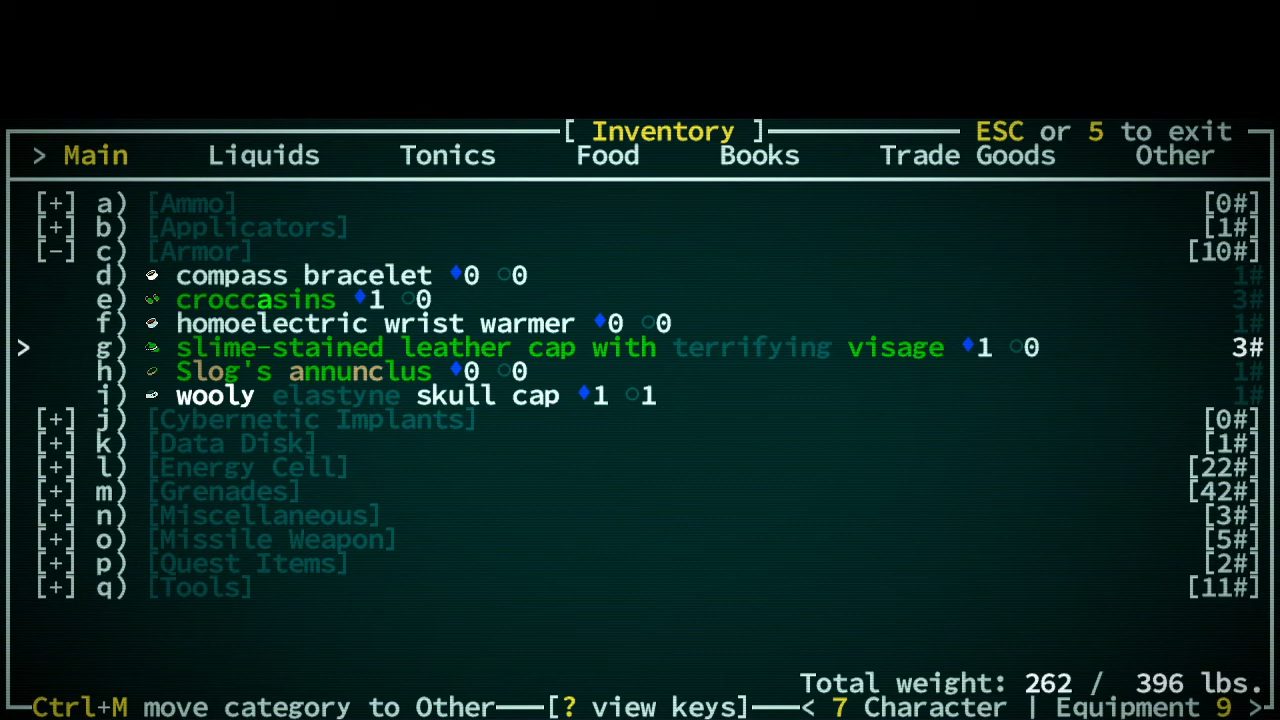 [ Inventory ] ESC or 5 to exit
> Main Liquids Tonics Food Books Trade Goods Other
[+] a) [Ammo] [0#]
[+] b) [Applicators] [1#]
[-] c) [Armor] [10#]
d) compass bracelet ♦0 ○0 1#
e) croccasins ♦1 ○0 3#
f) homoelectric wrist warmer ♦0 ○0 1#
> g) slime-stained leather cap with terrifying visage ♦1 ○0 3#
h) Slog's annunclus ♦0 ○0 1#
i) wooly elastyne skull cap ♦1 ○1 1#
[+] j) [Cybernetic Implants] [0#]
[+] k) [Data Disk] [1#]
[+] l) [Energy Cell] [22#]
[+] m) [Grenades] [42#]
[+] n) [Miscellaneous] [3#]
[+] o) [Missile Weapon] [5#]
[+] p) [Quest Items] [2#]
[+] q) [Tools] [11#]
Total weight: 262 / 396 lbs.
Ctrl+M move category to Other [? view keys] < 7 Character | Equipment 9 >